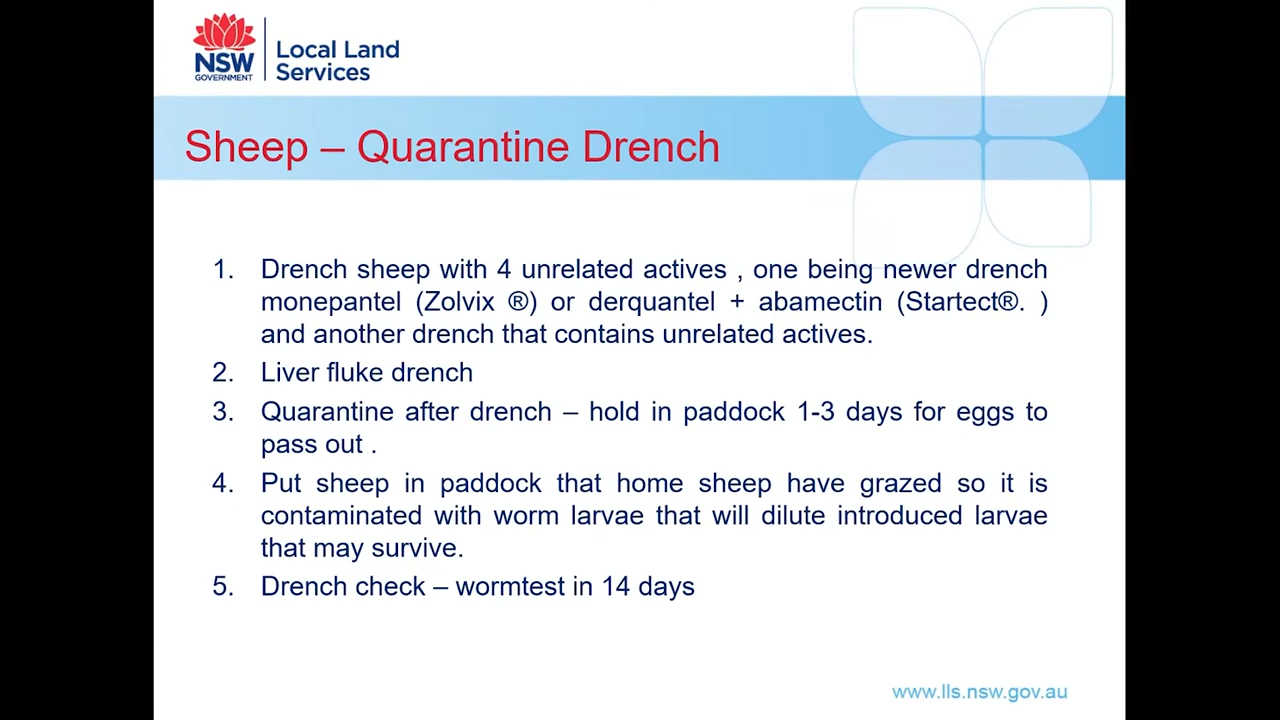 NSW
GOVERNMENT
Local Land
Services
Sheep – Quarantine Drench
1. Drench sheep with 4 unrelated actives , one being newer drench
monepantel (Zolvix ®) or derquantel + abamectin (Startect®. )
and another drench that contains unrelated actives.
2. Liver fluke drench
3. Quarantine after drench – hold in paddock 1-3 days for eggs to
pass out .
4. Put sheep in paddock that home sheep have grazed so it is
contaminated with worm larvae that will dilute introduced larvae
that may survive.
5. Drench check – wormtest in 14 days
www.lls.nsw.gov.au